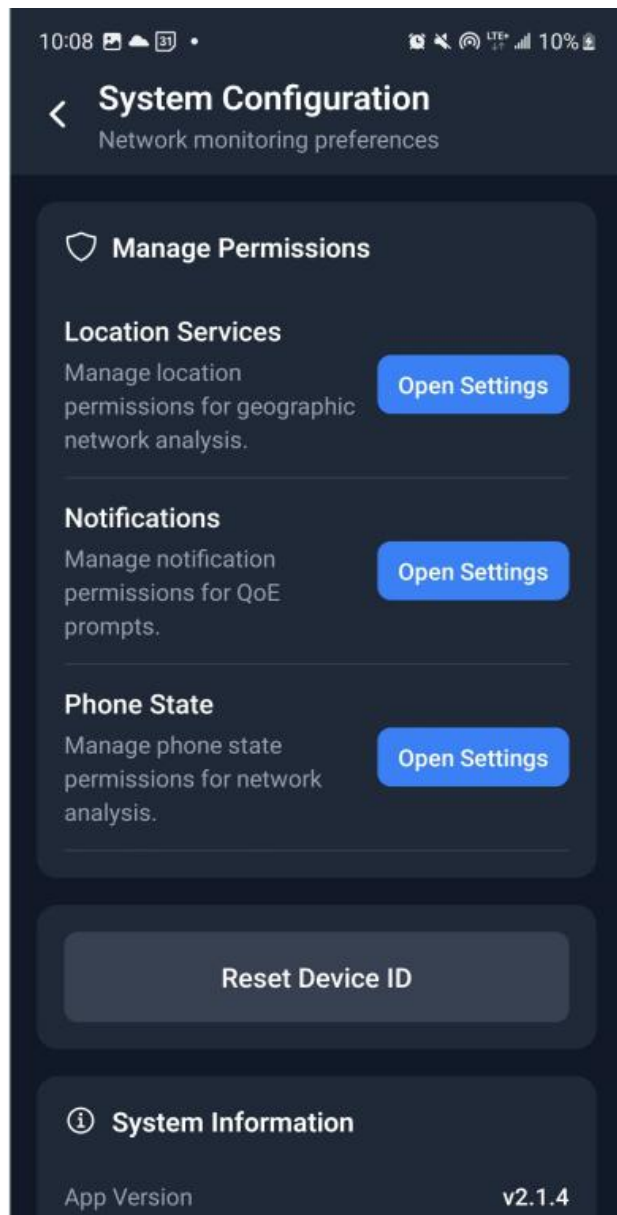 10:08 31 • LTE+ 10%
System Configuration
Network monitoring preferences
Manage Permissions
Location Services
Manage location
permissions for geographic
network analysis.
Open Settings
Notifications
Manage notification
permissions for QoE
prompts.
Open Settings
Phone State
Manage phone state
permissions for network
analysis.
Open Settings
Reset Device ID
System Information
App Version v2.1.4